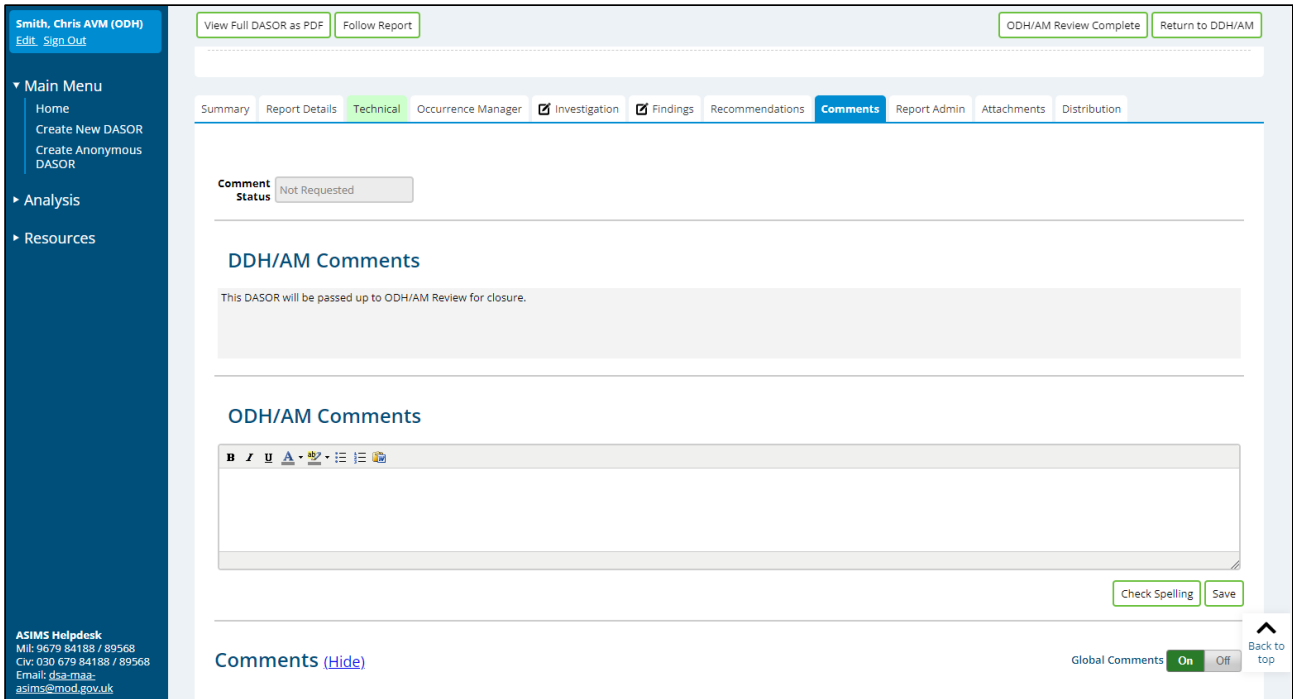 Smith, Chris AVM (ODH)
Edit Sign Out
Main Menu
Home
Create New DASOR
Create Anonymous
DASOR
Analysis
Resources
ASIMS Helpdesk
Mil: 9679 84188 / 89568
Civ: 030 679 84188 / 89568
Email: dsa-maa-
asims@mod.gov.uk
View Full DASOR as PDF Follow Report ODH/AM Review Complete Return to DDH/AM
Summary Report Details Technical Occurrence Manager Investigation Findings Recommendations Comments Report Admin Attachments Distribution
Comment
Status Not Requested
DDH/AM Comments
This DASOR will be passed up to ODH/AM Review for closure.
ODH/AM Comments
B I U A ab
Check Spelling Save
Comments (Hide) Global Comments On Off
Back to
top